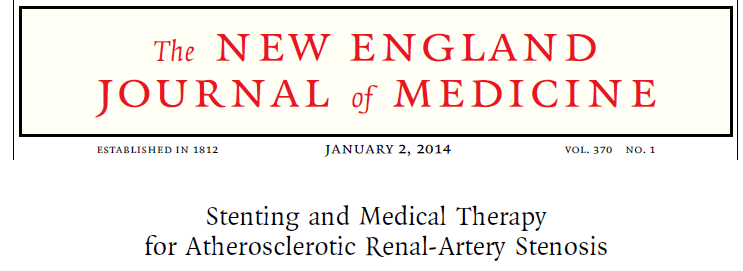 The NEW ENGLAND
JOURNAL of MEDICINE
ESTABLISHED IN 1812 JANUARY 2, 2014 VOL. 370 NO. 1
Stenting and Medical Therapy
for Atherosclerotic Renal-Artery Stenosis